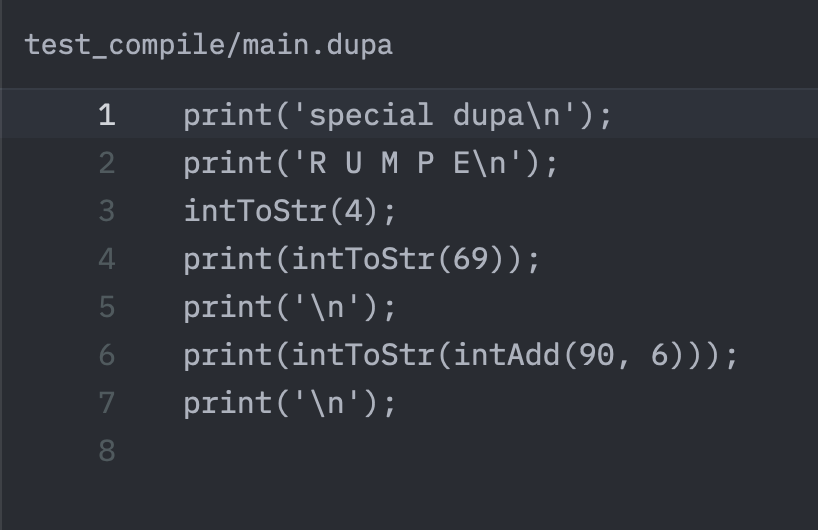 test_compile/main.dupa
1 print('special dupa\n');
2 print('R U M P E\n');
3 intToStr(4);
4 print(intToStr(69));
5 print('\n');
6 print(intToStr(intAdd(90, 6)));
7 print('\n');
8